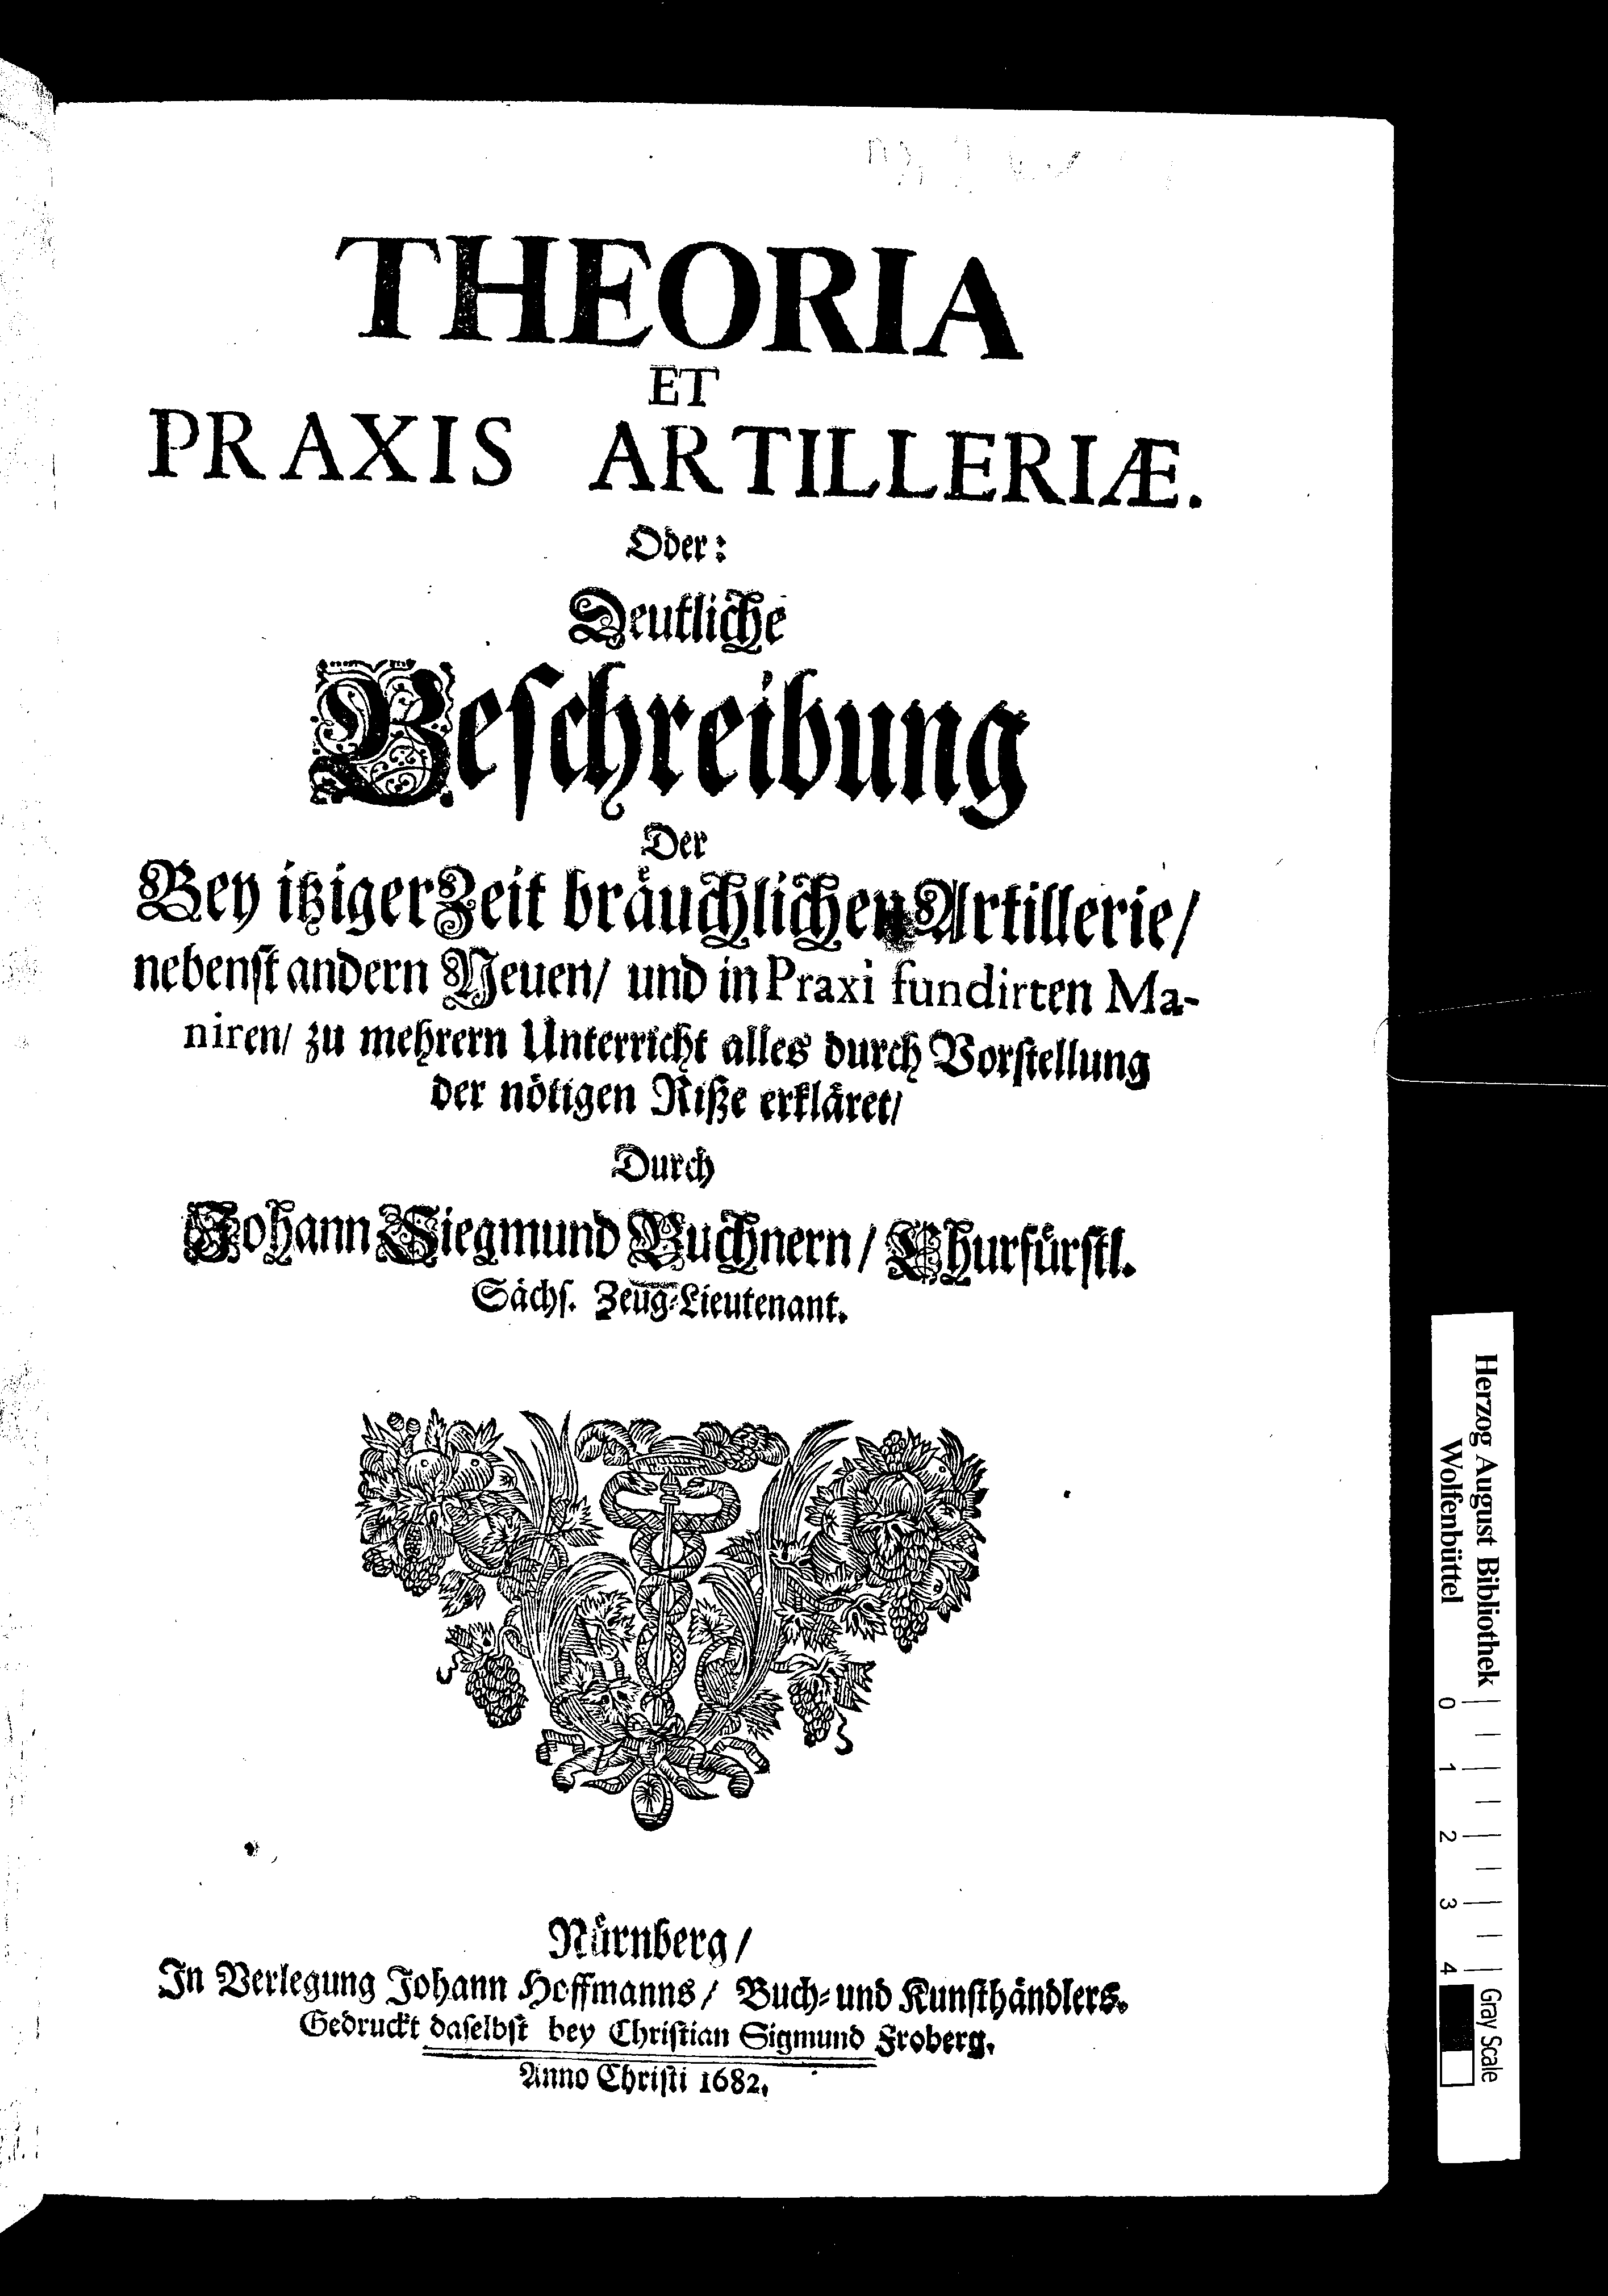 THEORIA
ET
PRAXIS ARTILLERIÆ.
Oder:
Deutliche
Beschreibung
Der
Bey itziger Zeit bräuchlichen Artillerie/
nebenst andern Neuen/ und in Praxi fundirten Ma-
niren/ zu mehrern Unterricht alles durch Vorstellung
der nötigen Riße erkläret/
Durch
Johann Siegmund Buchnern/ Churfürstl.
Sächs. Zeug-Lieutenant.
Nürnberg/
In Verlegung Johann Hoffmanns/ Buch- und Kunsthändlers.
Gedruckt daselbst bey Christian Sigmund Froberg.
Anno Christi 1682.
Herzog August Bibliothek
Wolfenbüttel
0 1 2 3 4
Gray Scale